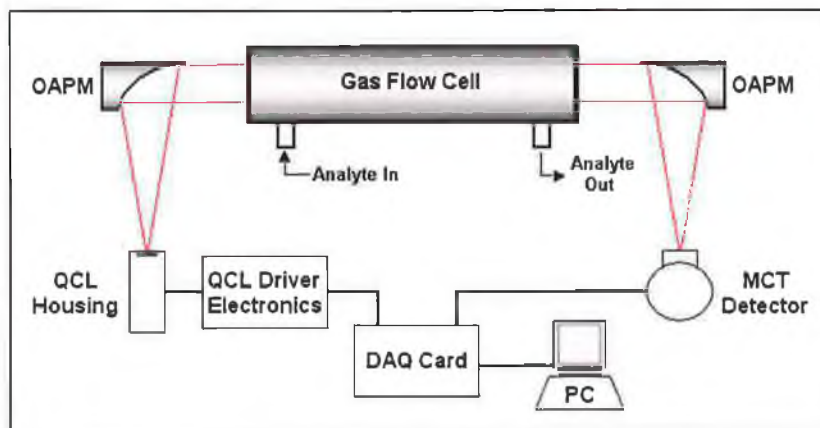 OAPM
Gas Flow Cell
OAPM
Analyte In
Analyte
Out
QCL
Housing
QCL Driver
Electronics
MCT
Detector
DAQ Card
PC